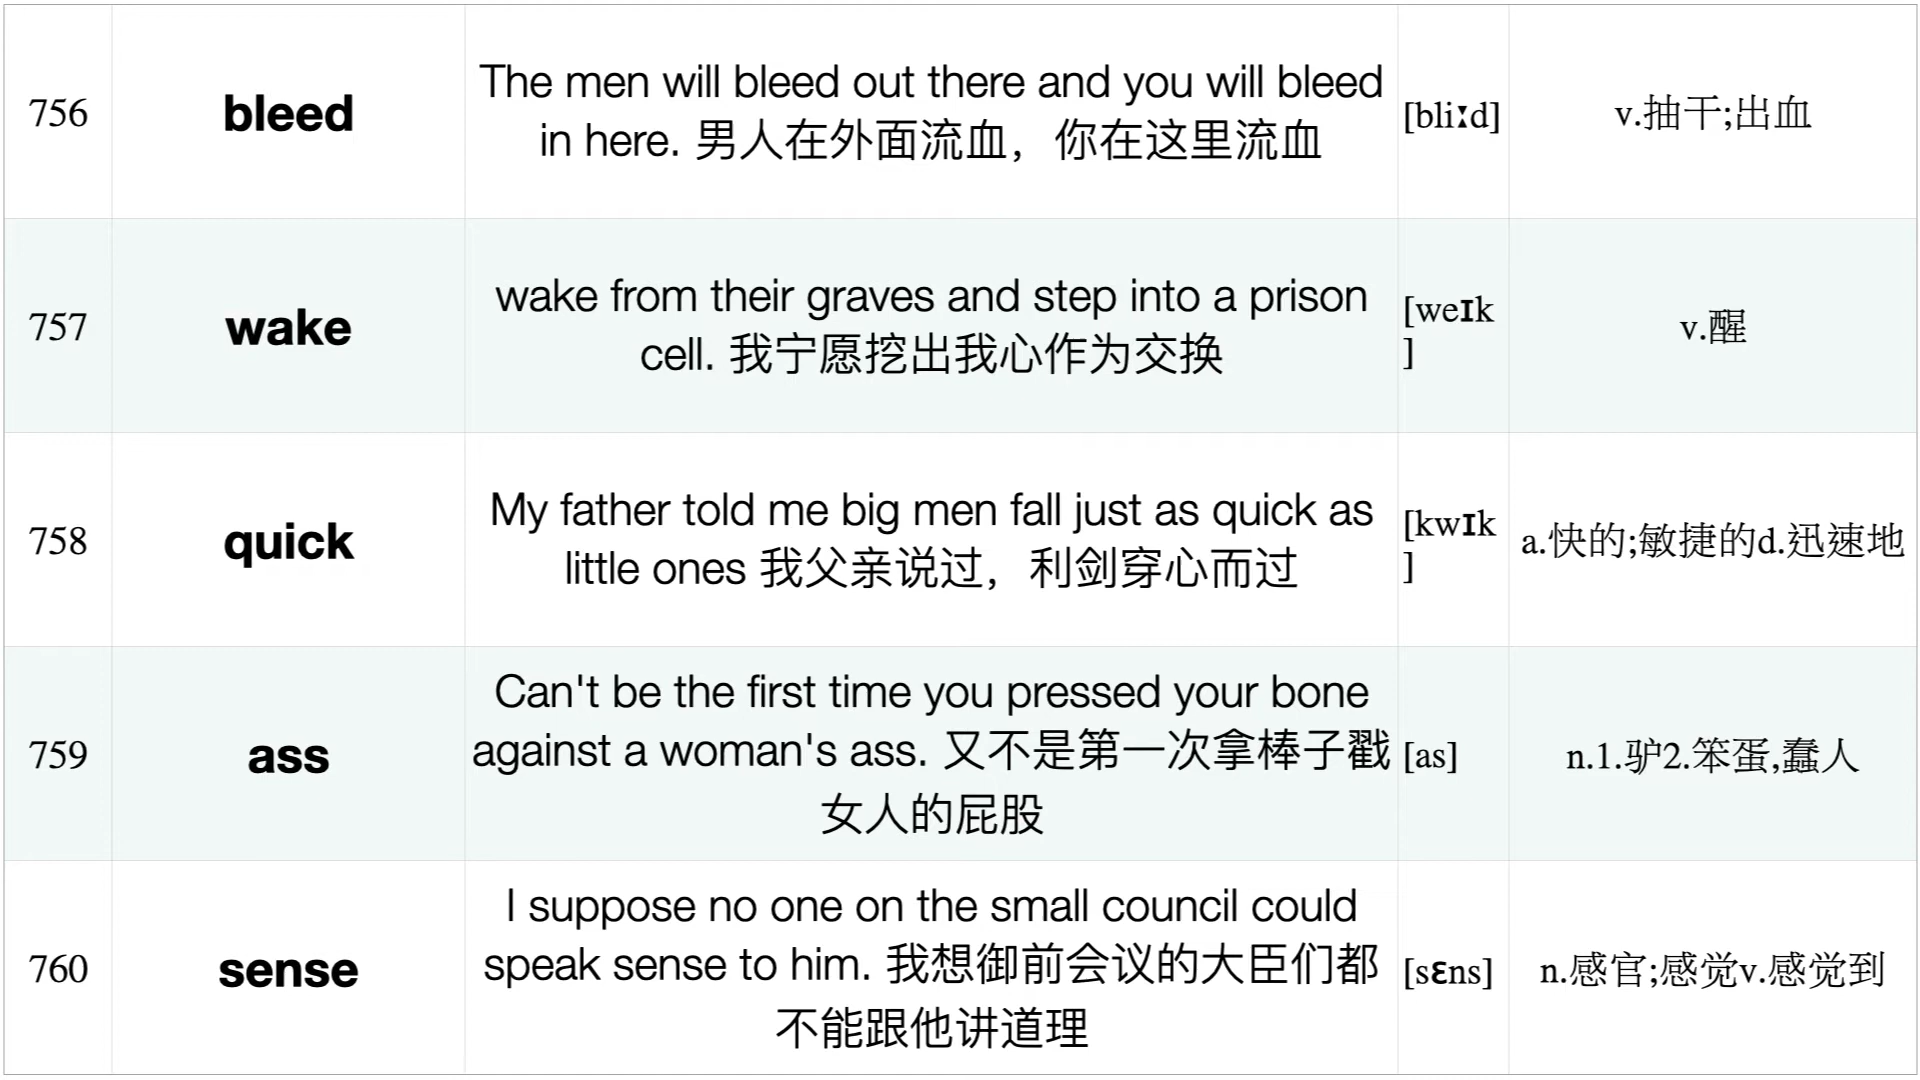 756
bleed
The men will bleed out there and you will bleed
in here. 男人在外面流血，你在这里流血
[bliːd]
v.抽干;出血
757
wake
wake from their graves and step into a prison
cell. 我宁愿挖出我心作为交换
[weɪk
]
v.醒
758
quick
My father told me big men fall just as quick as
little ones 我父亲说过，利剑穿心而过
[kwɪk
]
a.快的;敏捷的d.迅速地
759
ass
Can't be the first time you pressed your bone
against a woman's ass. 又不是第一次拿棒子戳
女人的屁股
[as]
n.1.驴2.笨蛋,蠢人
760
sense
I suppose no one on the small council could
speak sense to him. 我想御前会议的大臣们都
不能跟他讲道理
[sɛns]
n.感官;感觉v.感觉到